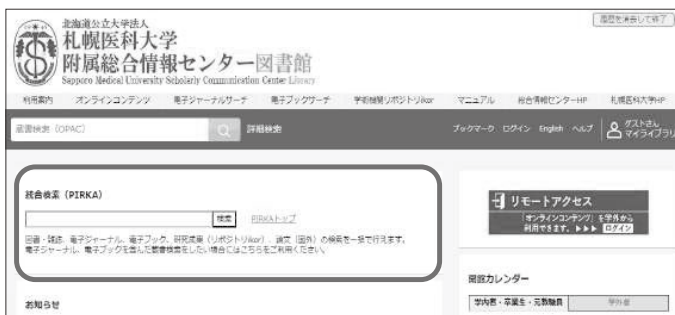 履歴を消去して終了
北海道公立大学法人
札幌医科大学
附属総合情報センター図書館
Sapporo Medical University Scholarly Communication Center Library
利用案内 オンラインコンテンツ 電子ジャーナルサーチ 電子ブックサーチ 学術機関リポジトリikor マニュアル 総合情報センターHP 札幌医科大学HP
蔵書検索 (OPAC) 詳細検索 ブックマーク ログイン English ヘルプ ゲストさん
マイライブラリ
統合検索 (PIRKA)
検索 PIRKAトップ
図書・雑誌、電子ジャーナル、電子ブック、研究成果 (リポジトリikor) 、論文 (国外) の検索を一括で行えます。
電子ジャーナル、電子ブックを含んだ蔵書検索をしたい場合にはこちらをご利用ください。
リモートアクセス
「オンラインコンテンツ」を学外から
利用できます。▶▶▶ ログイン
開館カレンダー
学内者・卒業生・元教職員 学外者
お知らせ